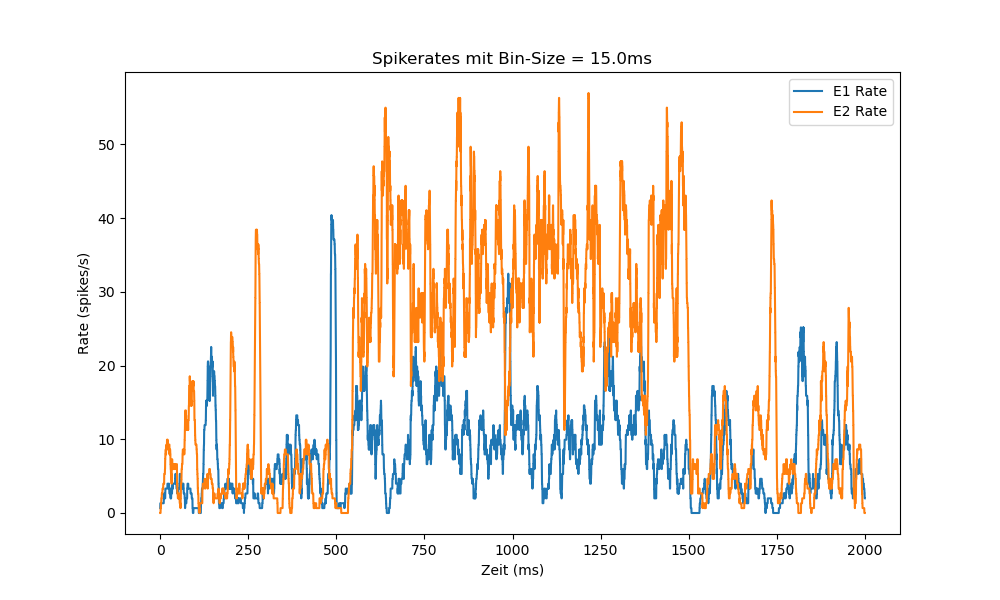 Spikerates mit Bin-Size = 15.0ms
E1 Rate
E2 Rate
Rate (spikes/s)
50
40
30
20
10
0
0 250 500 750 1000 1250 1500 1750 2000
Zeit (ms)